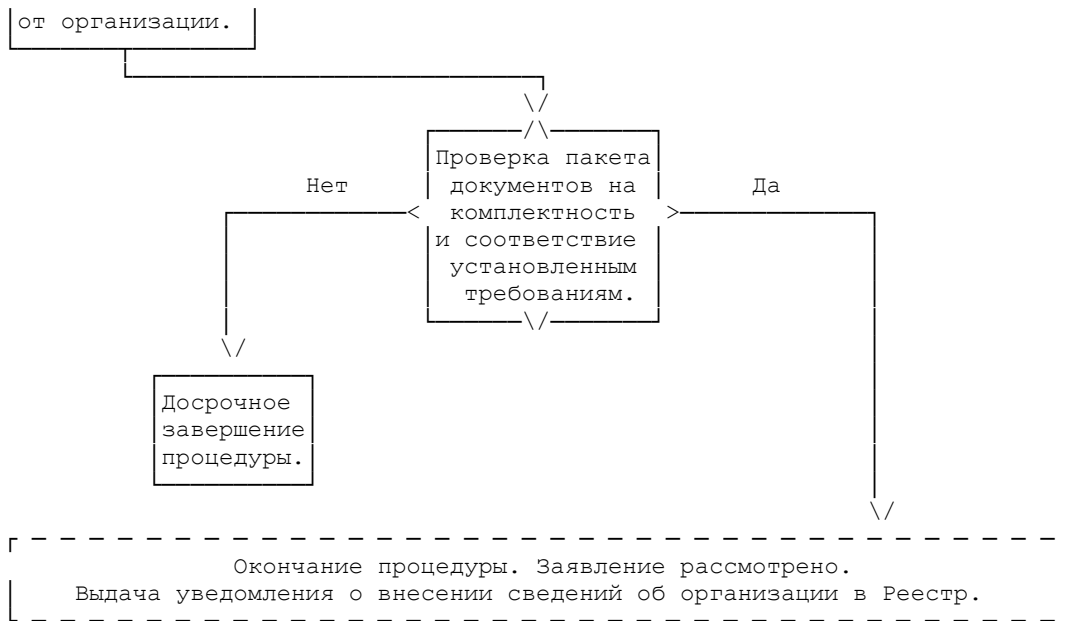 от организации.
Проверка пакета
Нет документов на Да
комплектность
и соответствие
установленным
требованиям.
Досрочное
завершение
процедуры.
Окончание процедуры. Заявление рассмотрено.
Выдача уведомления о внесении сведений об организации в Реестр.